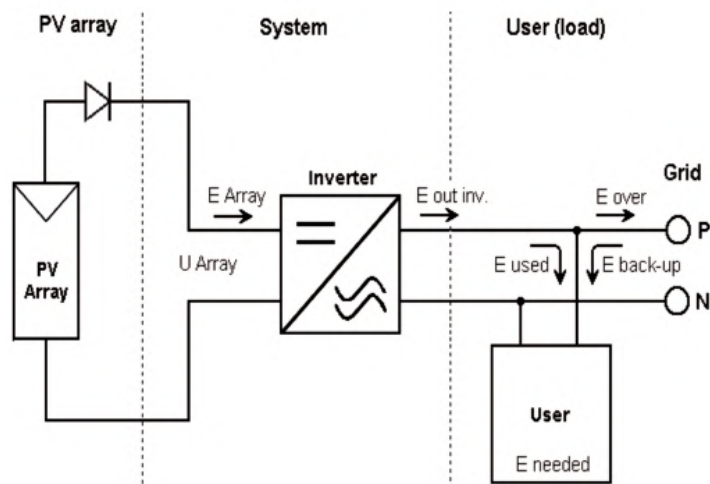 PV array
System
User (load)
Inverter
Grid
E Array
E out inv.
E over
P
PV
Array
U Array
E used
E back-up
N
User
E needed